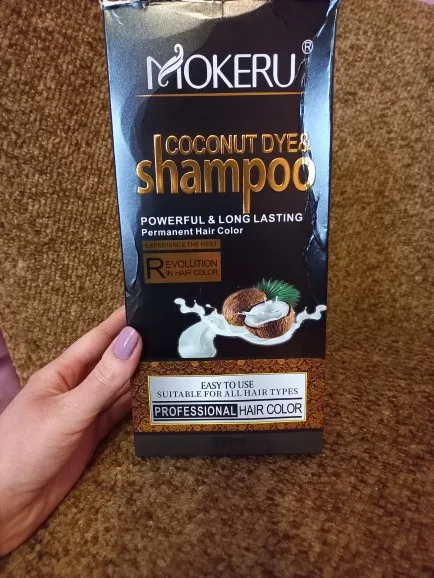 MOKERU®
COCONUT DYE&
shampoo
POWERFUL & LONG LASTING
Permanent Hair Color
EXPERIENCE THE NEXT
REVOLUTION
IN HAIR COLOR
EASY TO USE
SUITABLE FOR ALL HAIR TYPES
PROFESSIONAL HAIR COLOR
500ml